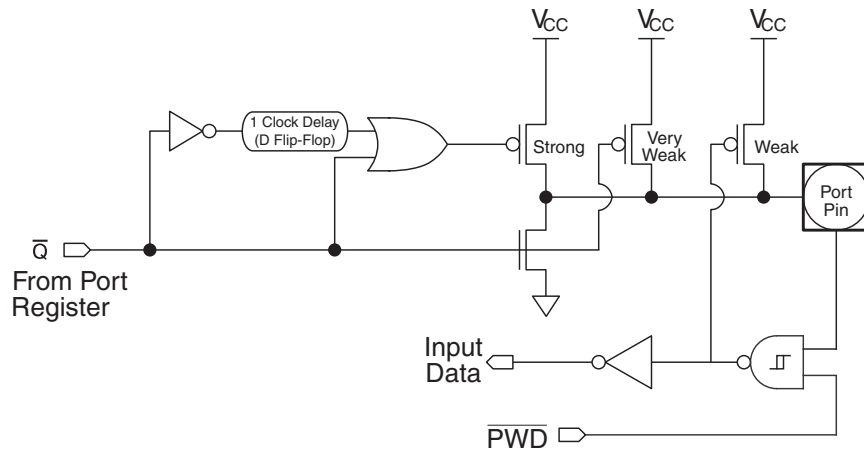 VCC
VCC
VCC
1 Clock Delay
(D Flip-Flop)
Strong
Very
Weak
Weak
Port
Pin
Q̅
From Port
Register
Input
Data
P̅W̅D̅